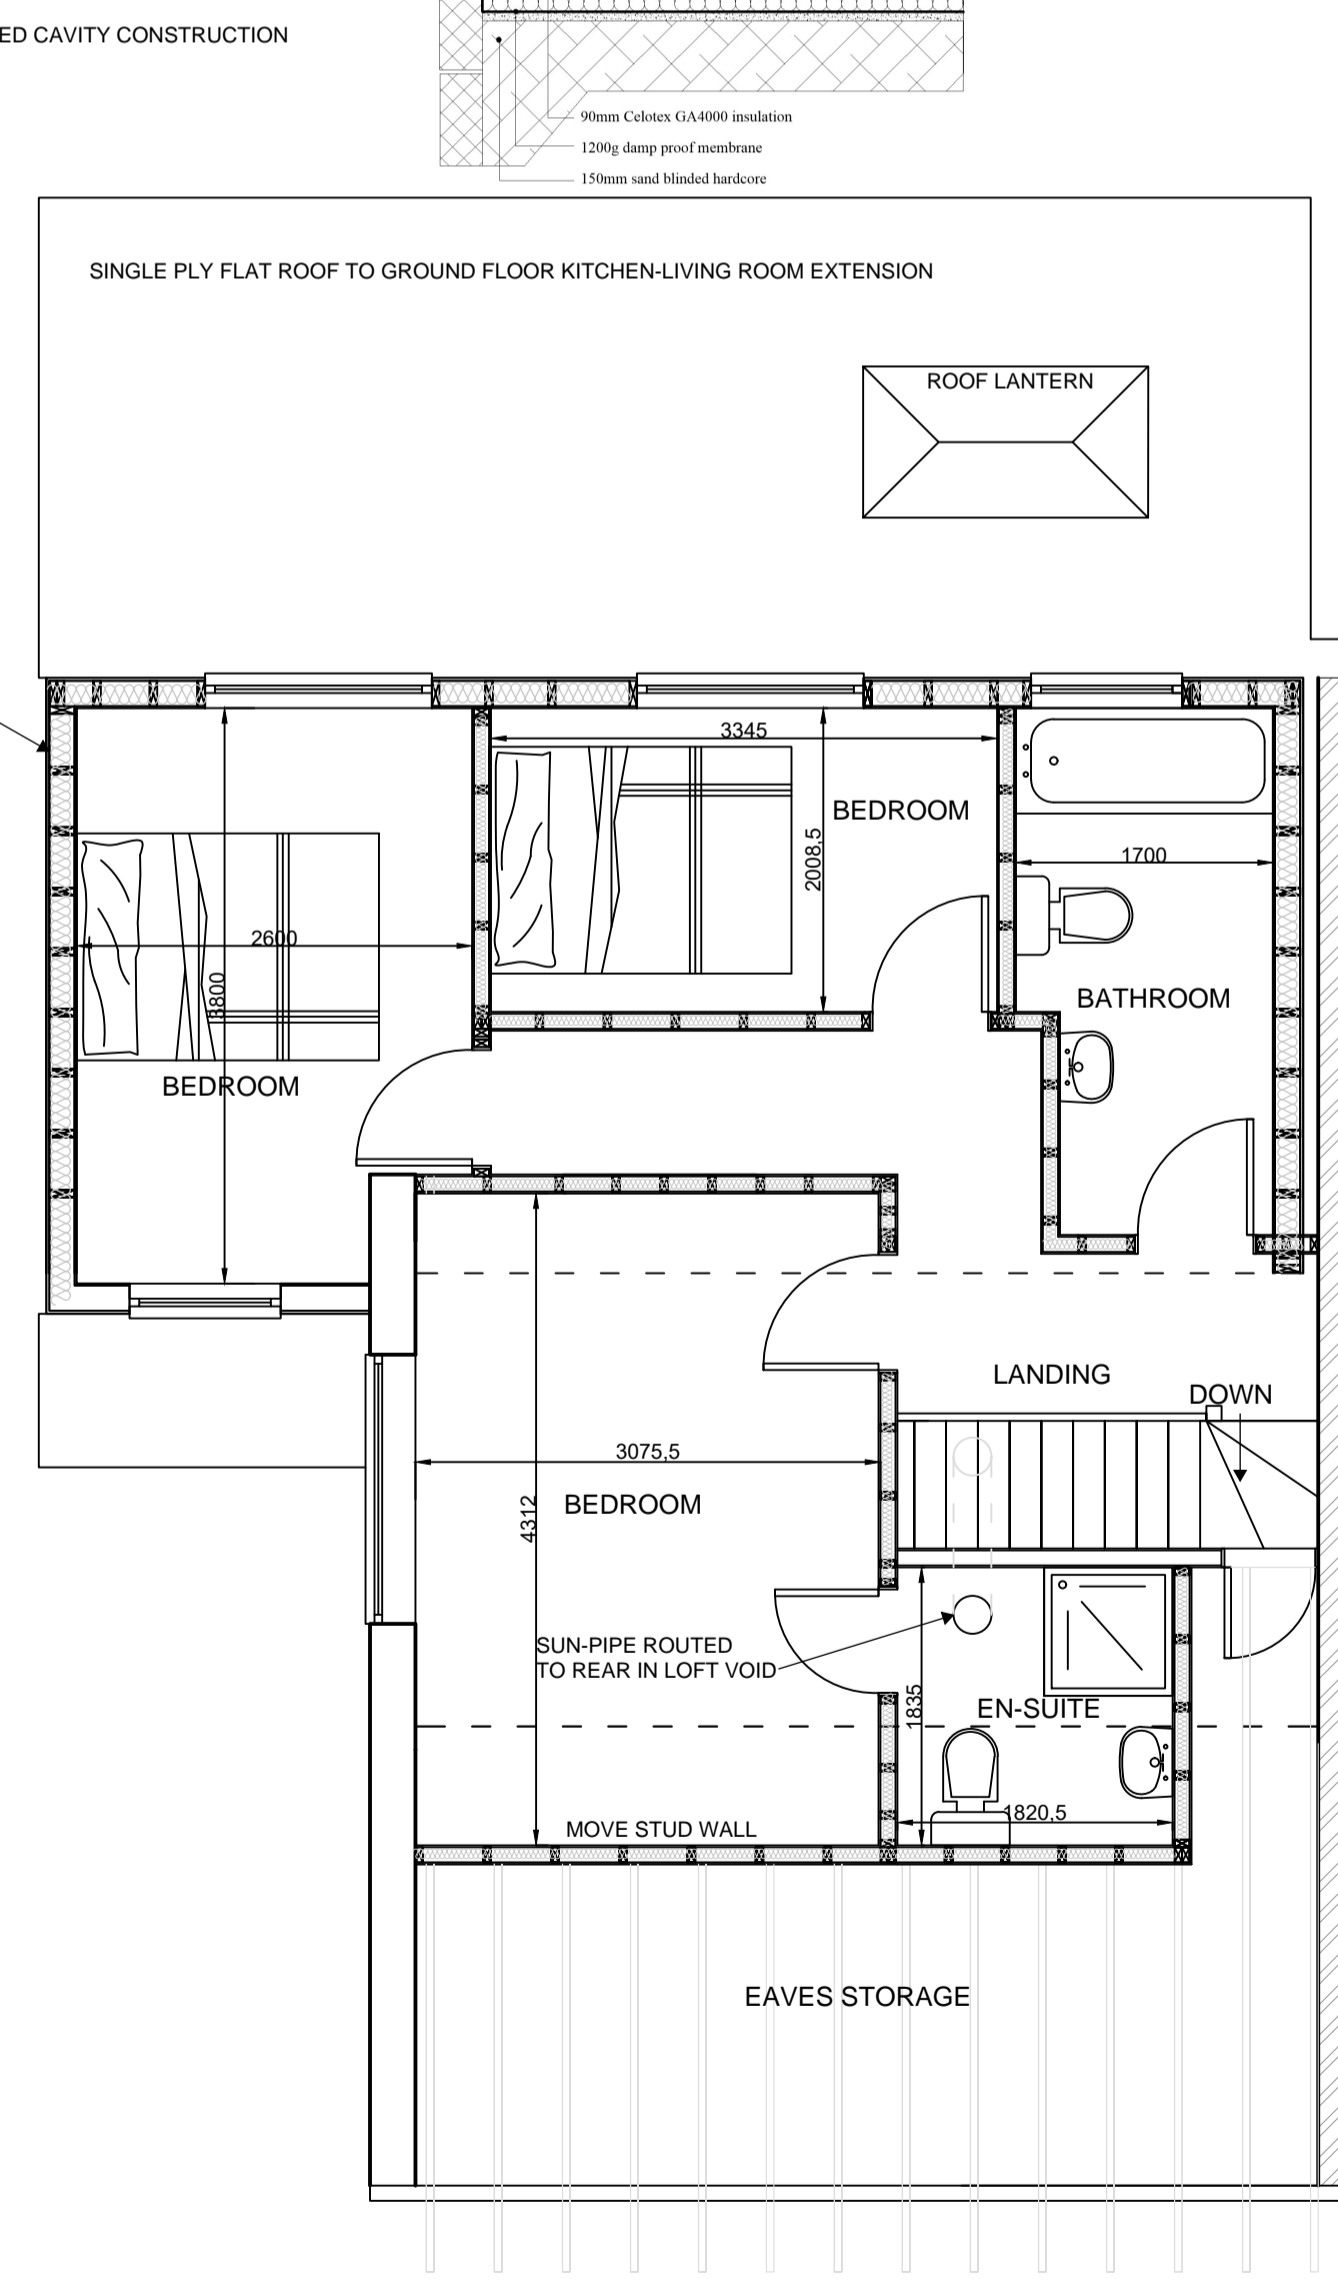 ED CAVITY CONSTRUCTION
90mm Celotex GA4000 insulation
1200g damp proof membrane
150mm sand blinded hardcore
SINGLE PLY FLAT ROOF TO GROUND FLOOR KITCHEN-LIVING ROOM EXTENSION
ROOF LANTERN
3345
BEDROOM
2008,5
1700
2600
3800
BATHROOM
BEDROOM
LANDING
DOWN
3075,5
4312
BEDROOM
SUN-PIPE ROUTED
TO REAR IN LOFT VOID
1835
EN-SUITE
1820,5
MOVE STUD WALL
EAVES STORAGE